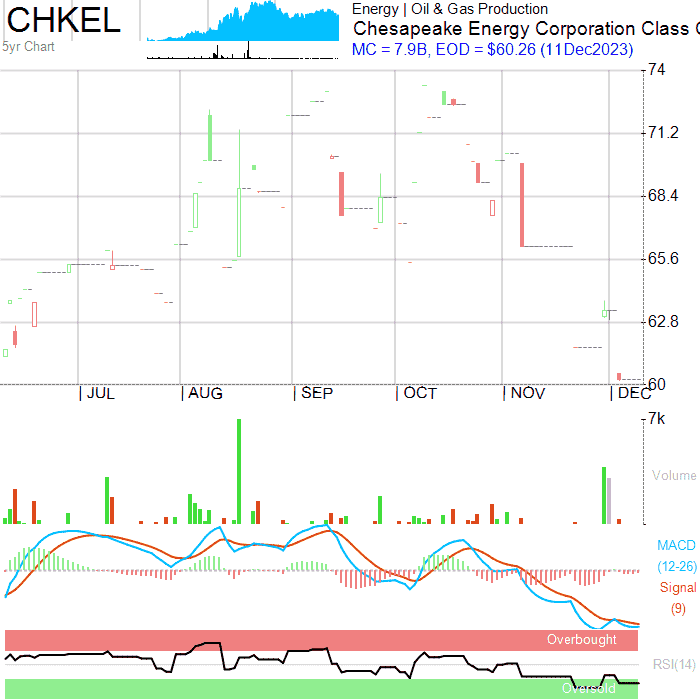 CHKEL
5yr Chart
Energy | Oil & Gas Production
Chesapeake Energy Corporation Class
MC = 7.9B, EOD = $60.26 (11Dec2023)
74
71.2
68.4
65.6
62.8
60
JUL AUG SEP OCT NOV DEC
7k
Volume
MACD
(12-26)
Signal
(9)
Overbought
RSI(14)
Oversold